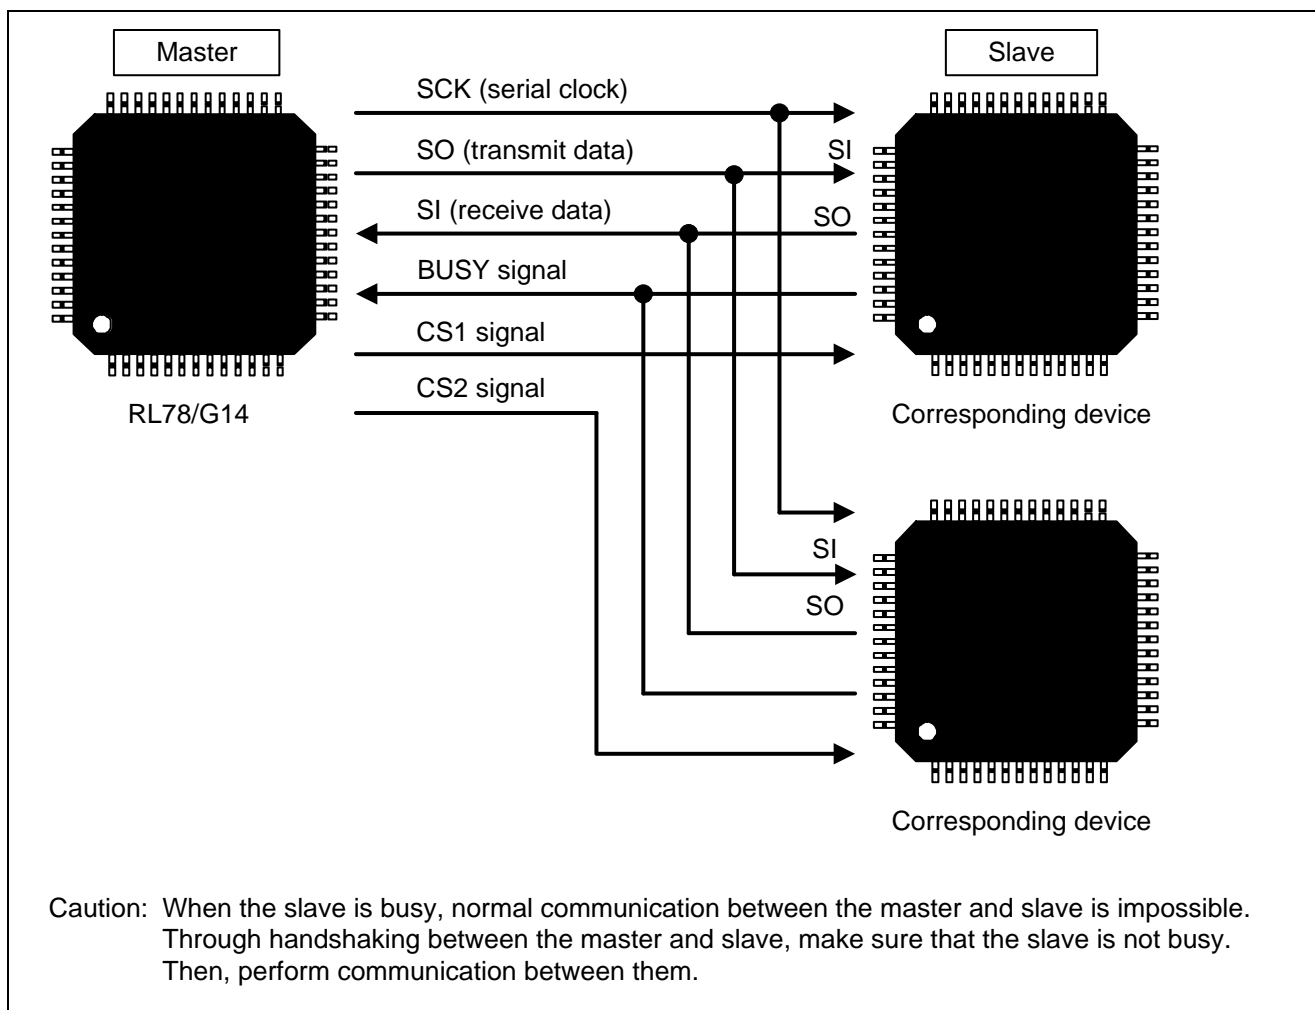 Master
Slave
SCK (serial clock)
SO (transmit data)
SI
SI (receive data)
SO
BUSY signal
CS1 signal
CS2 signal
RL78/G14
Corresponding device
SI
SO
Corresponding device
Caution: When the slave is busy, normal communication between the master and slave is impossible.
Through handshaking between the master and slave, make sure that the slave is not busy.
Then, perform communication between them.